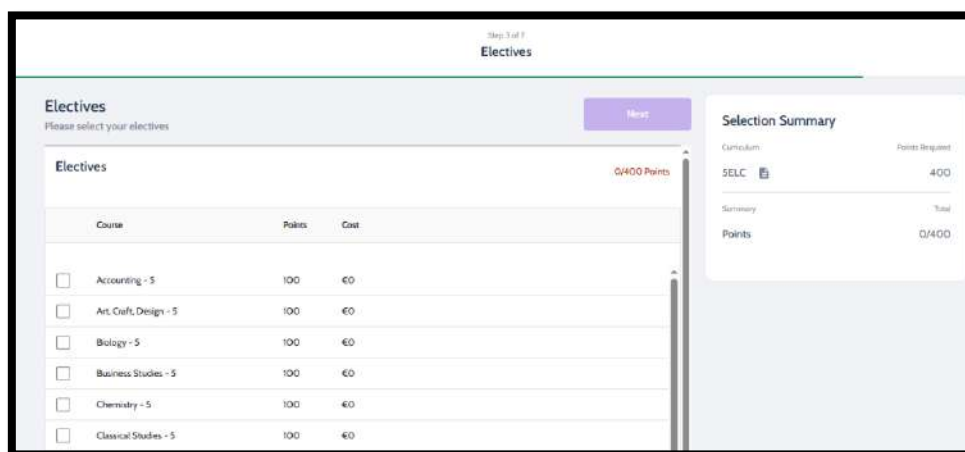 Step 3 of 7
Electives
Electives
Please select your electives
Next
Electives
0/400 Points
Course Points Cost
Accounting - 5 100 €0
Art, Craft, Design - 5 100 €0
Biology - 5 100 €0
Business Studies - 5 100 €0
Chemistry - 5 100 €0
Classical Studies - 5 100 €0
Selection Summary
Curriculum Points Required
5ELC 400
Summary Total
Points 0/400